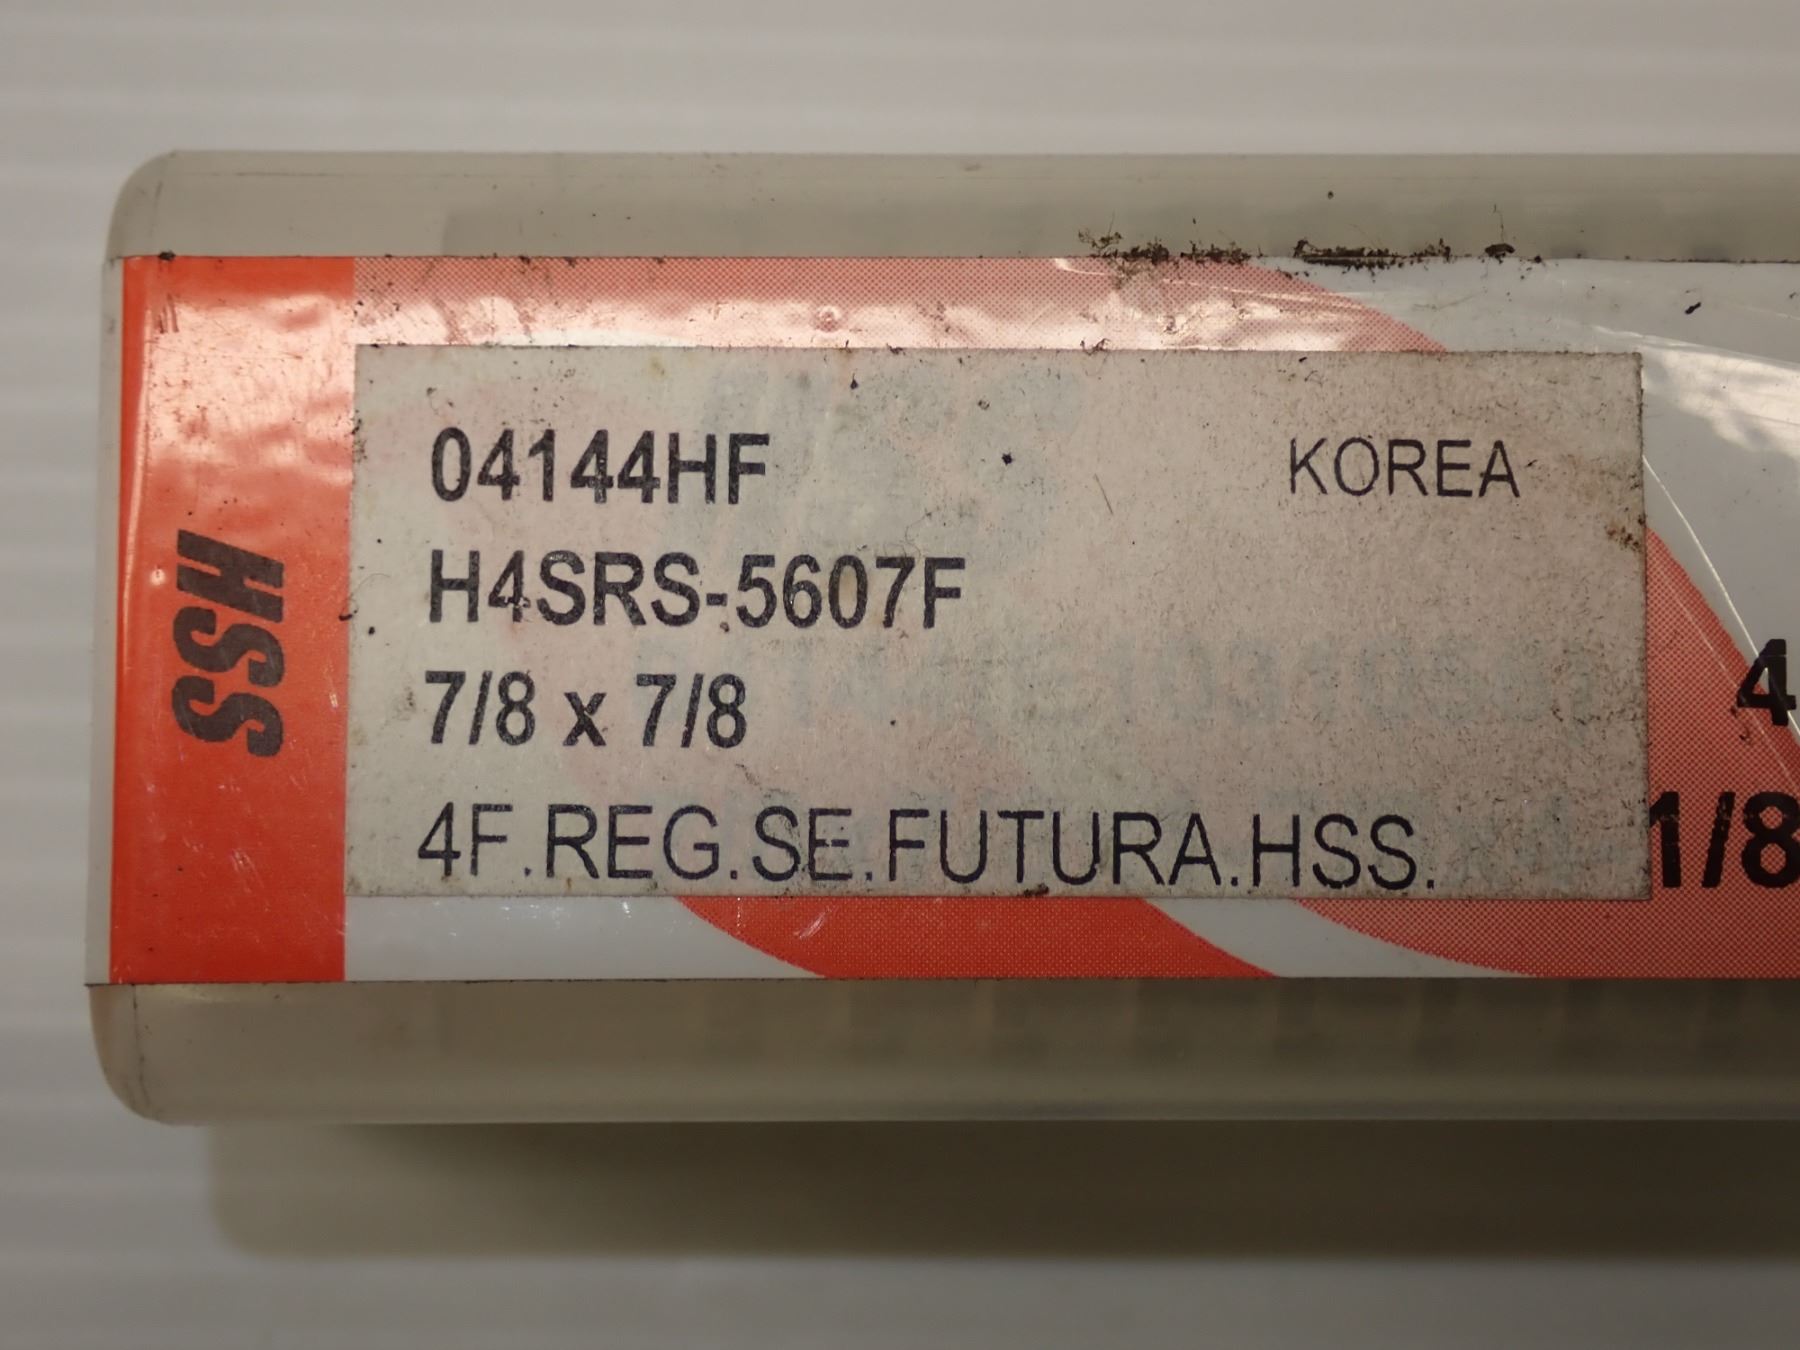 HSS
04144HF KOREA
H4SRS-5607F
7/8 x 7/8 4
4F.REG.SE.FUTURA.HSS. 1/8